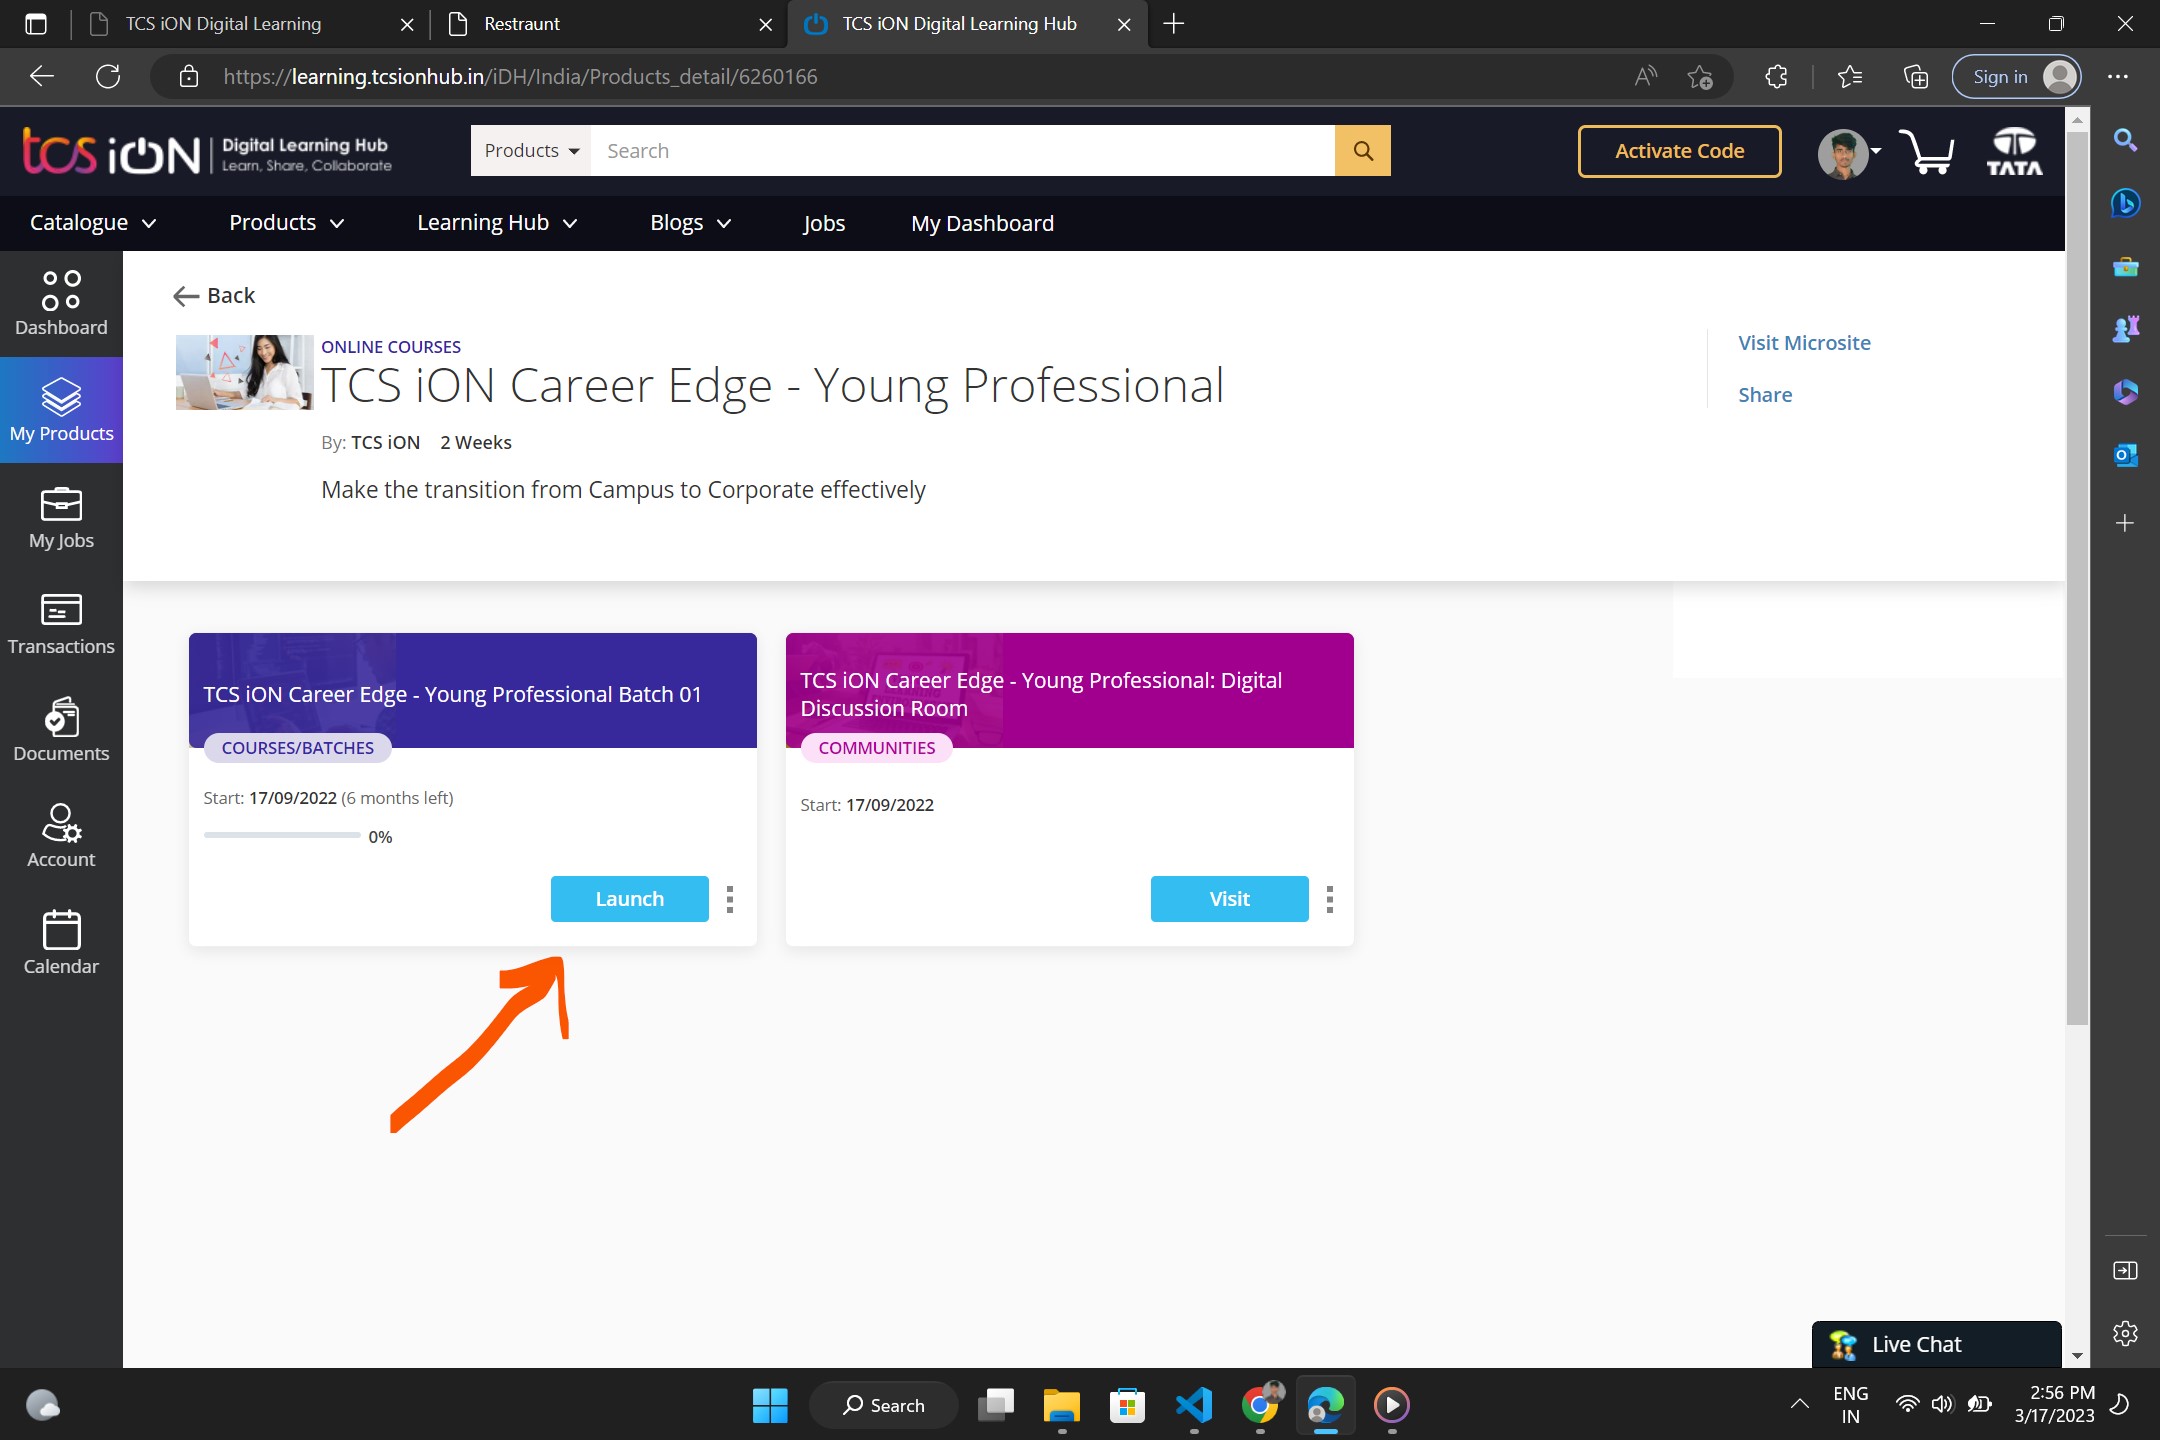 TCS iON Digital Learning
Restraunt
TCS iON Digital Learning Hub
https://learning.tcsionhub.in/iDH/India/Products_detail/6260166
Sign in
tcs iON Digital Learning Hub
Learn, Share, Collaborate
Products
Search
Activate Code
TATA
Catalogue
Products
Learning Hub
Blogs
Jobs
My Dashboard
Dashboard
My Products
My Jobs
Transactions
Documents
Account
Calendar
Back
ONLINE COURSES
TCS iON Career Edge - Young Professional
By: TCS iON 2 Weeks
Make the transition from Campus to Corporate effectively
Visit Microsite
Share
TCS iON Career Edge - Young Professional Batch 01
COURSES/BATCHES
Start: 17/09/2022 (6 months left)
0%
Launch
TCS iON Career Edge - Young Professional: Digital
Discussion Room
COMMUNITIES
Start: 17/09/2022
Visit
Live Chat
Search
ENG
IN
2:56 PM
3/17/2023